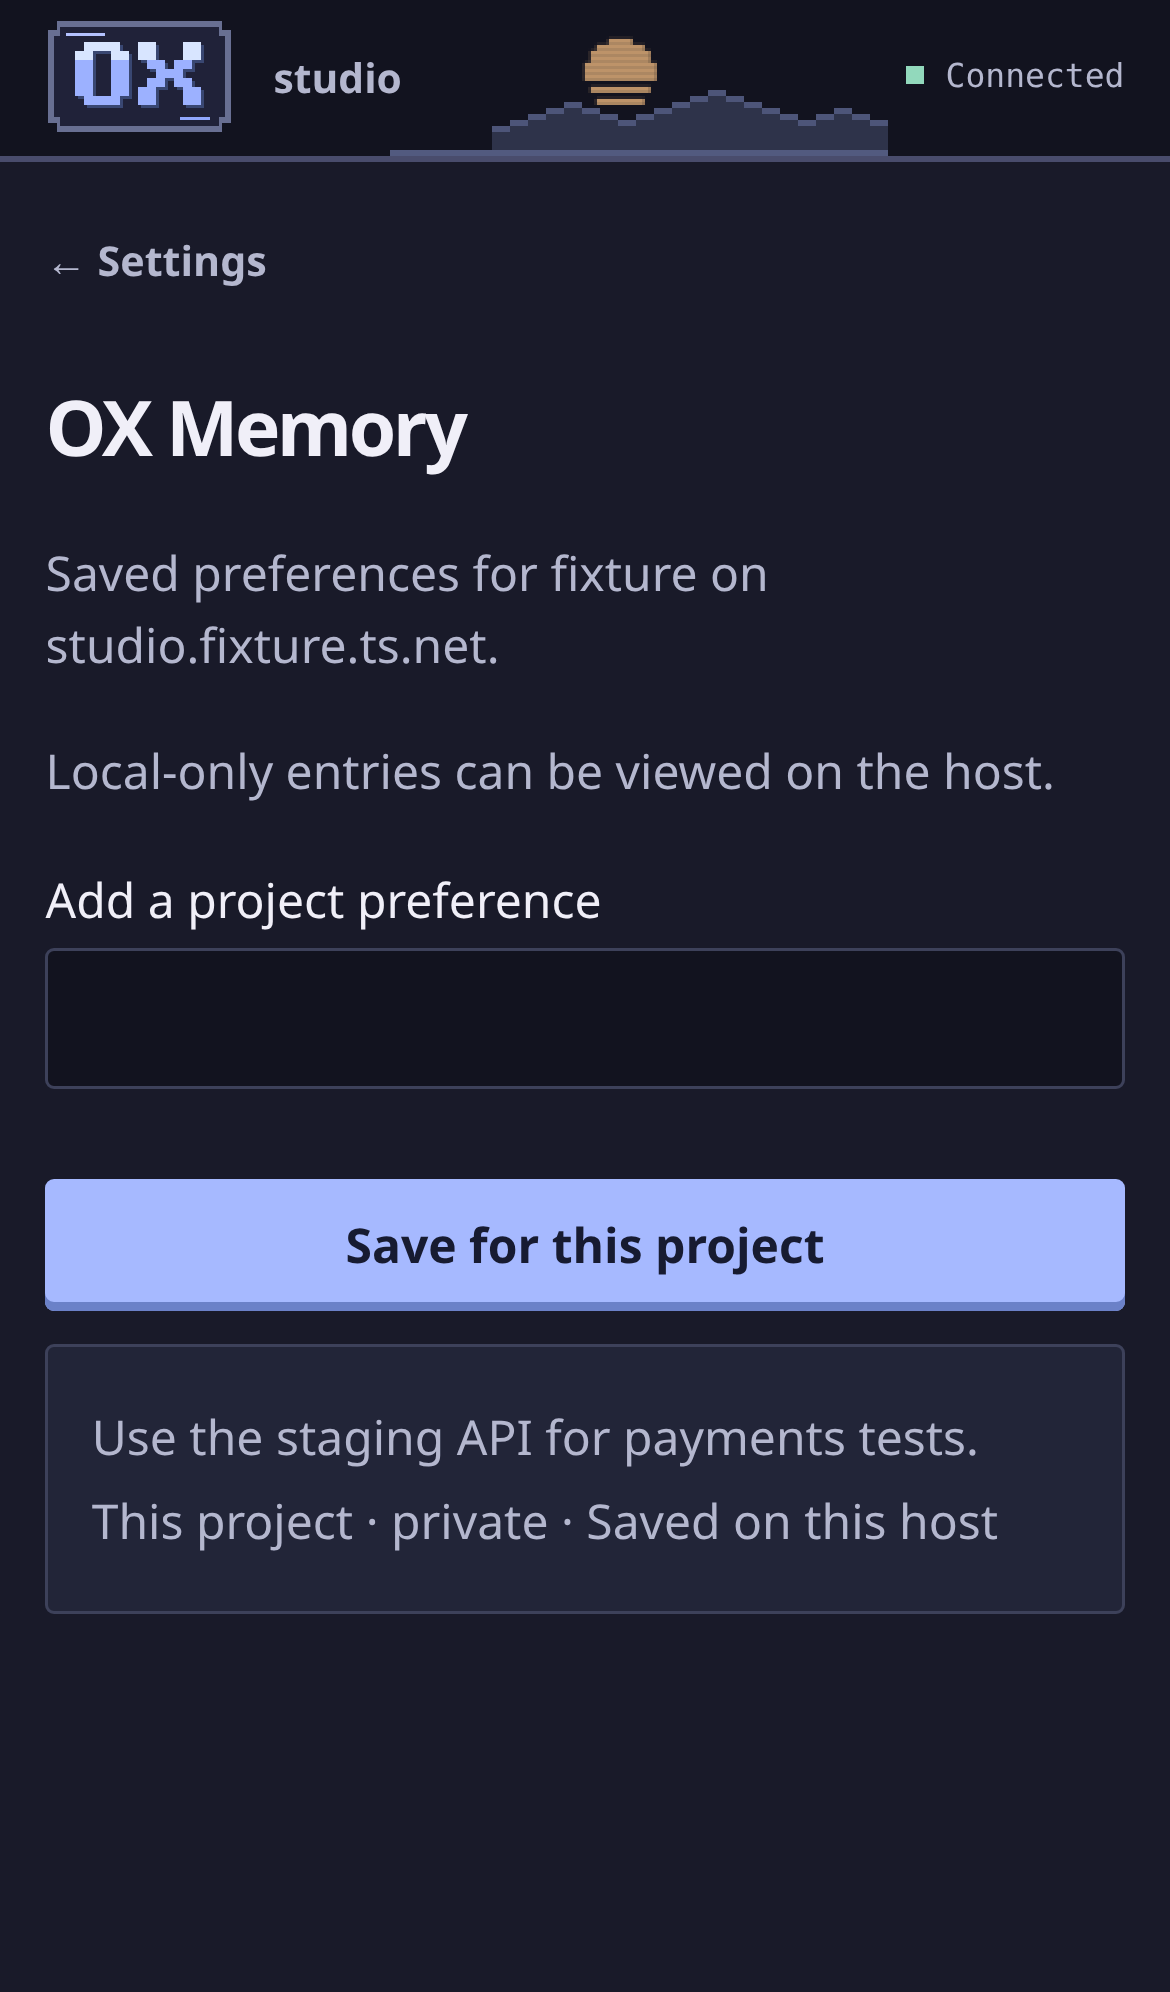 OX
studio
Connected
← Settings
OX Memory
Saved preferences for fixture on
studio.fixture.ts.net.
Local-only entries can be viewed on the host.
Add a project preference
Save for this project
Use the staging API for payments tests.
This project · private · Saved on this host